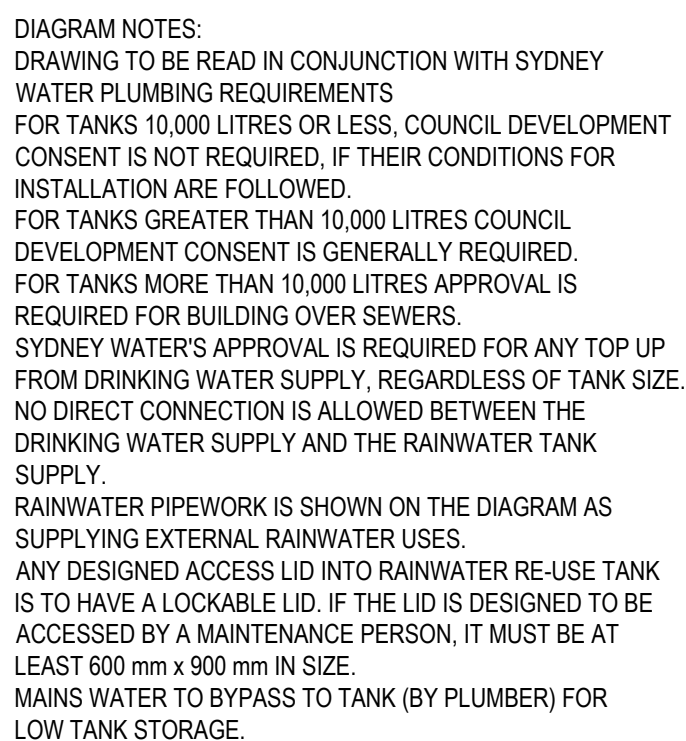 DIAGRAM NOTES:
DRAWING TO BE READ IN CONJUNCTION WITH SYDNEY
WATER PLUMBING REQUIREMENTS
FOR TANKS 10,000 LITRES OR LESS, COUNCIL DEVELOPMENT
CONSENT IS NOT REQUIRED, IF THEIR CONDITIONS FOR
INSTALLATION ARE FOLLOWED.
FOR TANKS GREATER THAN 10,000 LITRES COUNCIL
DEVELOPMENT CONSENT IS GENERALLY REQUIRED.
FOR TANKS MORE THAN 10,000 LITRES APPROVAL IS
REQUIRED FOR BUILDING OVER SEWERS.
SYDNEY WATER'S APPROVAL IS REQUIRED FOR ANY TOP UP
FROM DRINKING WATER SUPPLY, REGARDLESS OF TANK SIZE.
NO DIRECT CONNECTION IS ALLOWED BETWEEN THE
DRINKING WATER SUPPLY AND THE RAINWATER TANK
SUPPLY.
RAINWATER PIPEWORK IS SHOWN ON THE DIAGRAM AS
SUPPLYING EXTERNAL RAINWATER USES.
ANY DESIGNED ACCESS LID INTO RAINWATER RE-USE TANK
IS TO HAVE A LOCKABLE LID. IF THE LID IS DESIGNED TO BE
ACCESSED BY A MAINTENANCE PERSON, IT MUST BE AT
LEAST 600 mm x 900 mm IN SIZE.
MAINS WATER TO BYPASS TO TANK (BY PLUMBER) FOR
LOW TANK STORAGE.